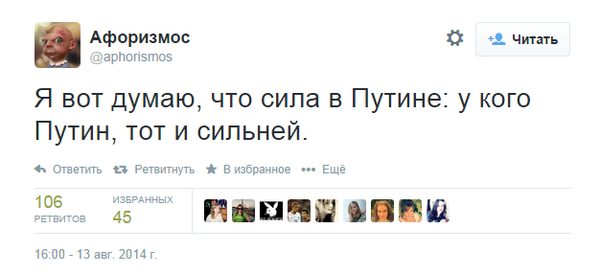 Афоризмос
@aphorismos
Читать
Я вот думаю, что сила в Путине: у кого
Путин, тот и сильней.
Ответить Ретвитнуть В избранное Ещё
106
РЕТВИТОВ
ИЗБРАННЫХ
45
16:00 - 13 авг. 2014 г.